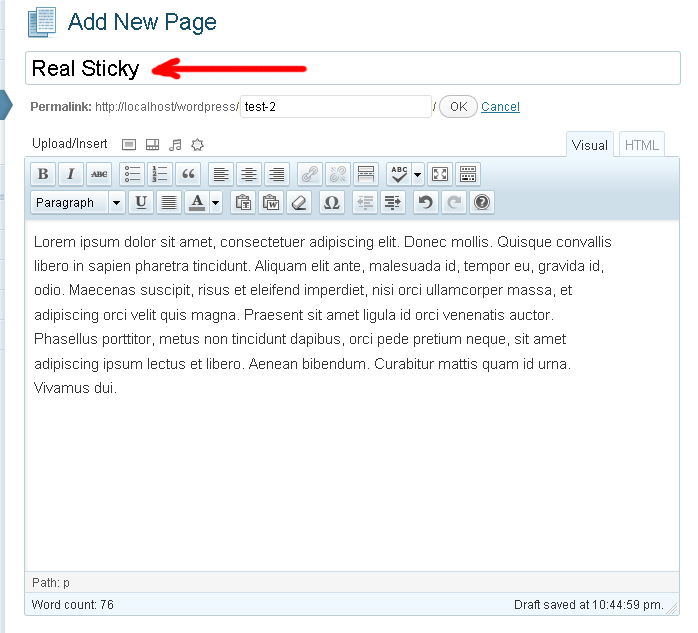 Add New Page
Real Sticky
Permalink: http://localhost/wordpress/ test-2 / OK Cancel
Upload/Insert Visual HTML
B I ABC ABC
Paragraph U A T W Ω ?
Lorem ipsum dolor sit amet, consectetuer adipiscing elit. Donec mollis. Quisque convallis
libero in sapien pharetra tincidunt. Aliquam elit ante, malesuada id, tempor eu, gravida id,
odio. Maecenas suscipit, risus et eleifend imperdiet, nisi orci ullamcorper massa, et
adipiscing orci velit quis magna. Praesent sit amet ligula id orci venenatis auctor.
Phasellus porttitor, metus non tincidunt dapibus, orci pede pretium neque, sit amet
adipiscing ipsum lectus et libero. Aenean bibendum. Curabitur mattis quam id urna.
Vivamus dui.
Path: p
Word count: 76 Draft saved at 10:44:59 pm.